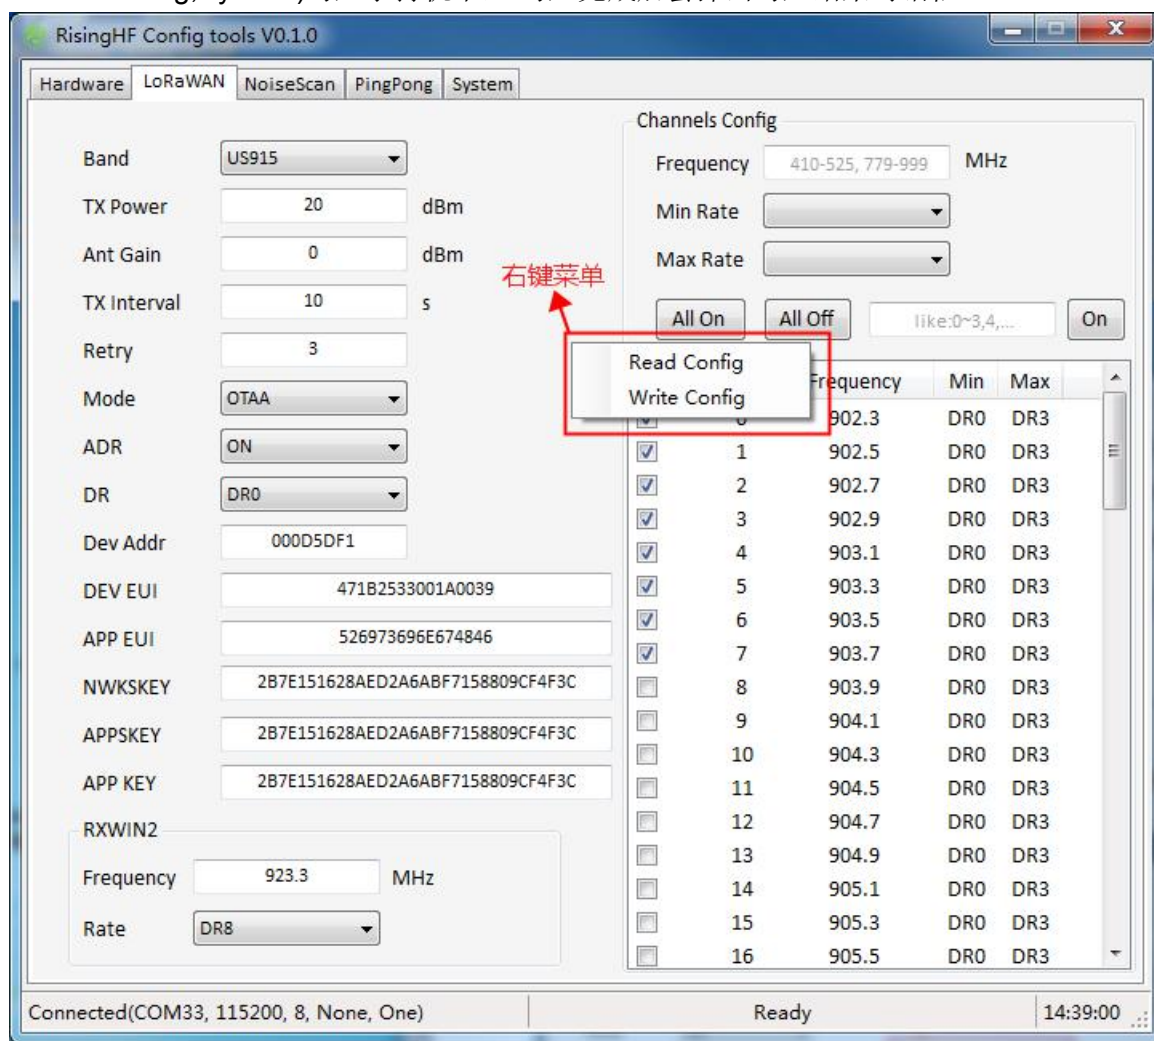 RisingHF Config tools V0.1.0
Hardware LoRaWAN NoiseScan PingPong System
Band US915
TX Power 20 dBm
Ant Gain 0 dBm
TX Interval 10 s
Retry 3
Mode OTAA
ADR ON
DR DR0
Dev Addr 000D5DF1
DEV EUI 471B2533001A0039
APP EUI 526973696E674846
NWKSKEY 2B7E151628AED2A6ABF7158809CF4F3C
APPSKEY 2B7E151628AED2A6ABF7158809CF4F3C
APP KEY 2B7E151628AED2A6ABF7158809CF4F3C
RXWIN2
Frequency 923.3 MHz
Rate DR8
Channels Config
Frequency 410-525, 779-999 MHz
Min Rate
Max Rate
右键菜单
All On All Off like:0~3,4,... On
Read Config
Write Config
Frequency Min Max
0 902.3 DR0 DR3
1 902.5 DR0 DR3
2 902.7 DR0 DR3
3 902.9 DR0 DR3
4 903.1 DR0 DR3
5 903.3 DR0 DR3
6 903.5 DR0 DR3
7 903.7 DR0 DR3
8 903.9 DR0 DR3
9 904.1 DR0 DR3
10 904.3 DR0 DR3
11 904.5 DR0 DR3
12 904.7 DR0 DR3
13 904.9 DR0 DR3
14 905.1 DR0 DR3
15 905.3 DR0 DR3
16 905.5 DR0 DR3
Connected(COM33, 115200, 8, None, One) Ready 14:39:00